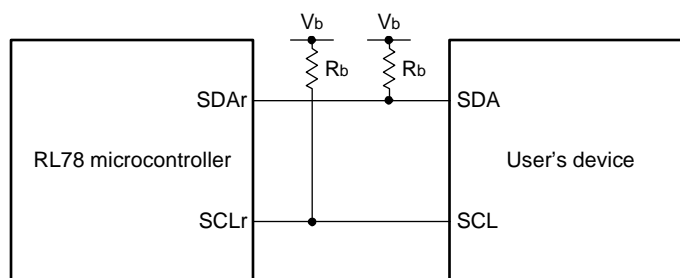 Vb Vb
Rb Rb
SDAr SDA
RL78 microcontroller User's device
SCLr SCL